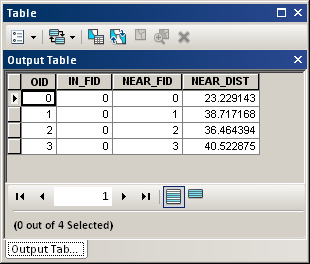 Table
Output Table
OID IN_FID NEAR_FID NEAR_DIST
0 0 0 23.229143
1 0 1 38.717168
2 0 2 36.464394
3 0 3 40.522875
1
(0 out of 4 Selected)
Output Tab...